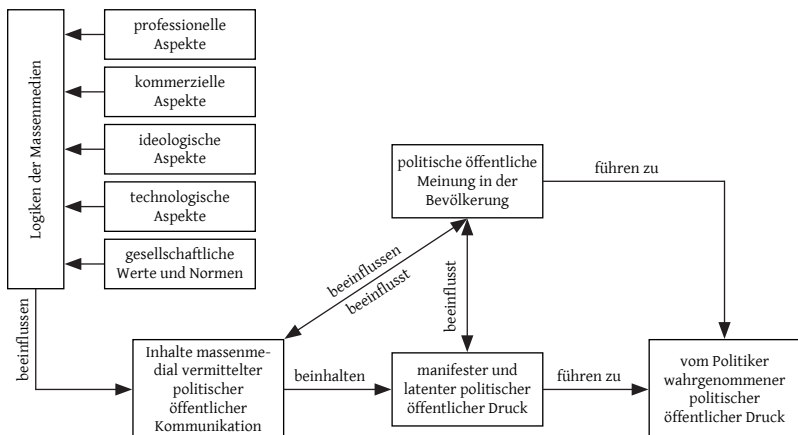 Logiken der Massenmedien
professionelle
Aspekte
kommerzielle
Aspekte
ideologische
Aspekte
technologische
Aspekte
gesellschaftliche
Werte und Normen
beeinflussen
Inhalte massenme-
dial vermittelter
politischer
öffentlicher
Kommunikation
beeinflussen
beeinflusst
politische öffentliche
Meinung in der
Bevölkerung
führen zu
beeinflusst
beinhalten
manifester und
latenter politischer
öffentlicher Druck
führen zu
vom Politiker
wahrgenommener
politischer
öffentlicher Druck